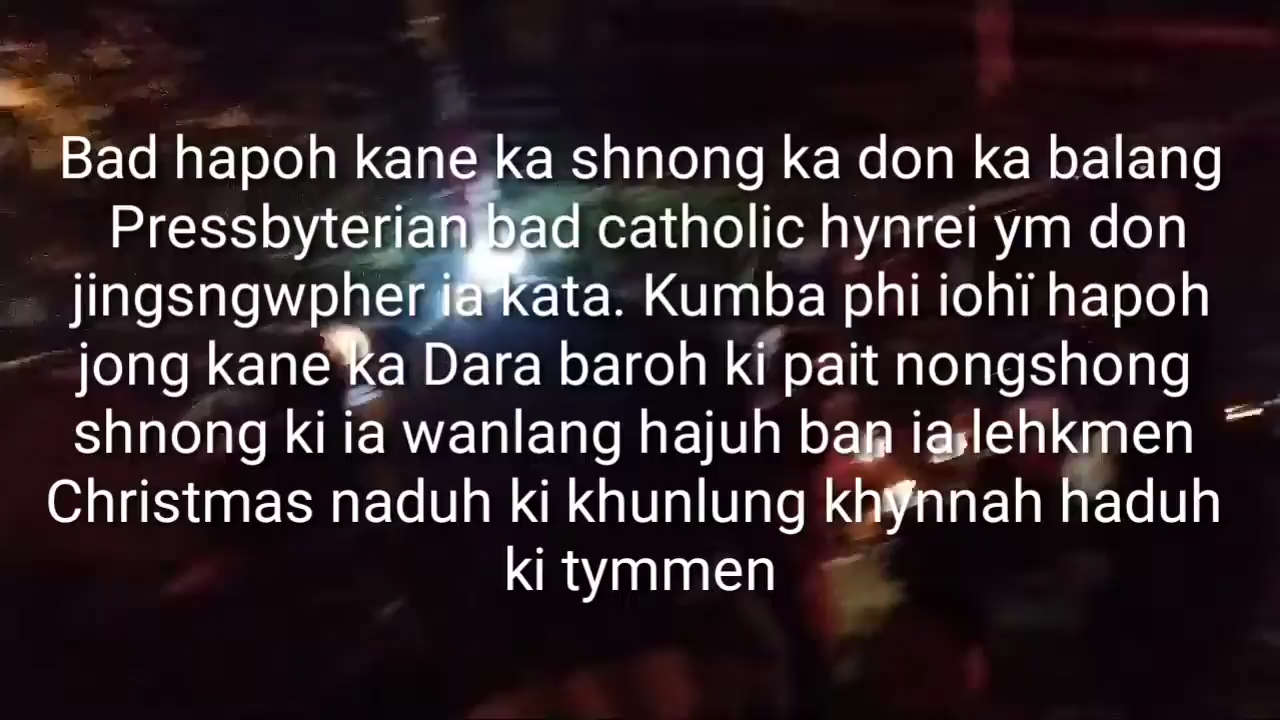 Bad hapoh kane ka shnong ka don ka balang
Pressbyterian bad catholic hynrei ym don
jingsngwpher ia kata. Kumba phi iohï hapoh
jong kane ka Dara baroh ki pait nongshong
shnong ki ia wanlang hajuh ban ia lehkmen
Christmas naduh ki khunlung khynnah haduh
ki tymmen